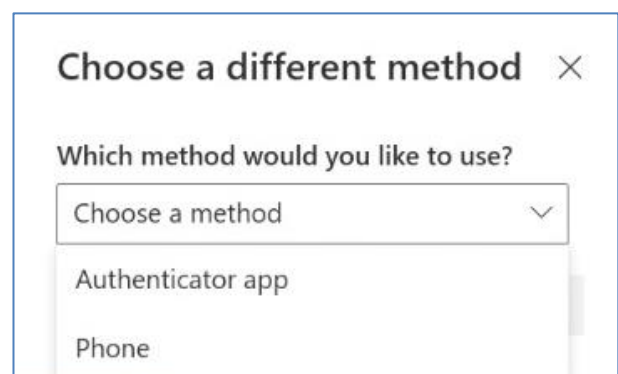 Choose a different method
Which method would you like to use?
Choose a method
Authenticator app
Phone